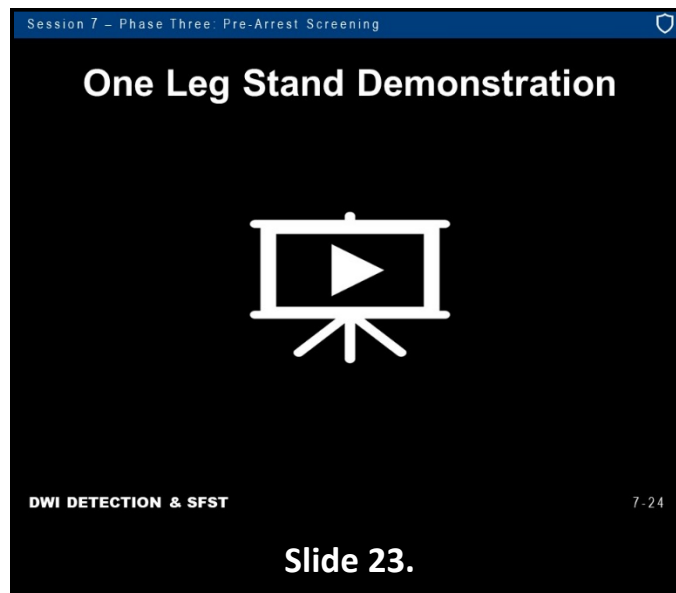 Session 7 – Phase Three: Pre-Arrest Screening
One Leg Stand Demonstration
DWI DETECTION & SFST
7-24
Slide 23.